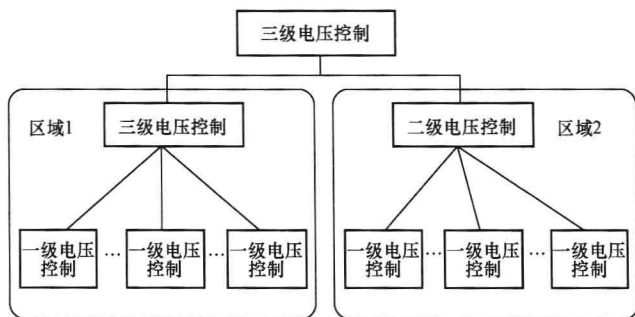 三级电压控制
区域1
三级电压控制
二级电压控制
区域2
一级电压
控制
…
一级电压
控制
…
一级电压
控制
一级电压
控制
…
一级电压
控制
…
一级电压
控制